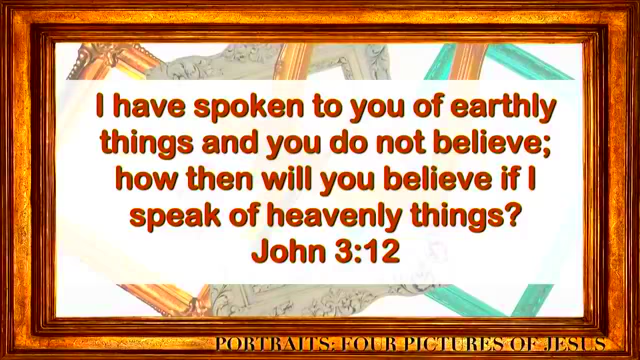 I have spoken to you of earthly
things and you do not believe;
how then will you believe if I
speak of heavenly things?
John 3:12
PORTRAITS: FOUR PICTURES OF JESUS